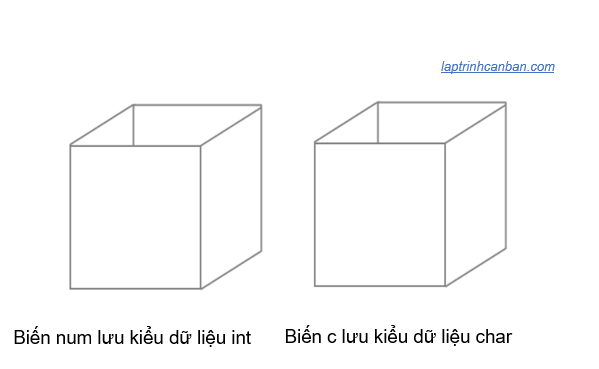 laptrinhcanban.com
Biến num lưu kiểu dữ liệu int
Biến c lưu kiểu dữ liệu char